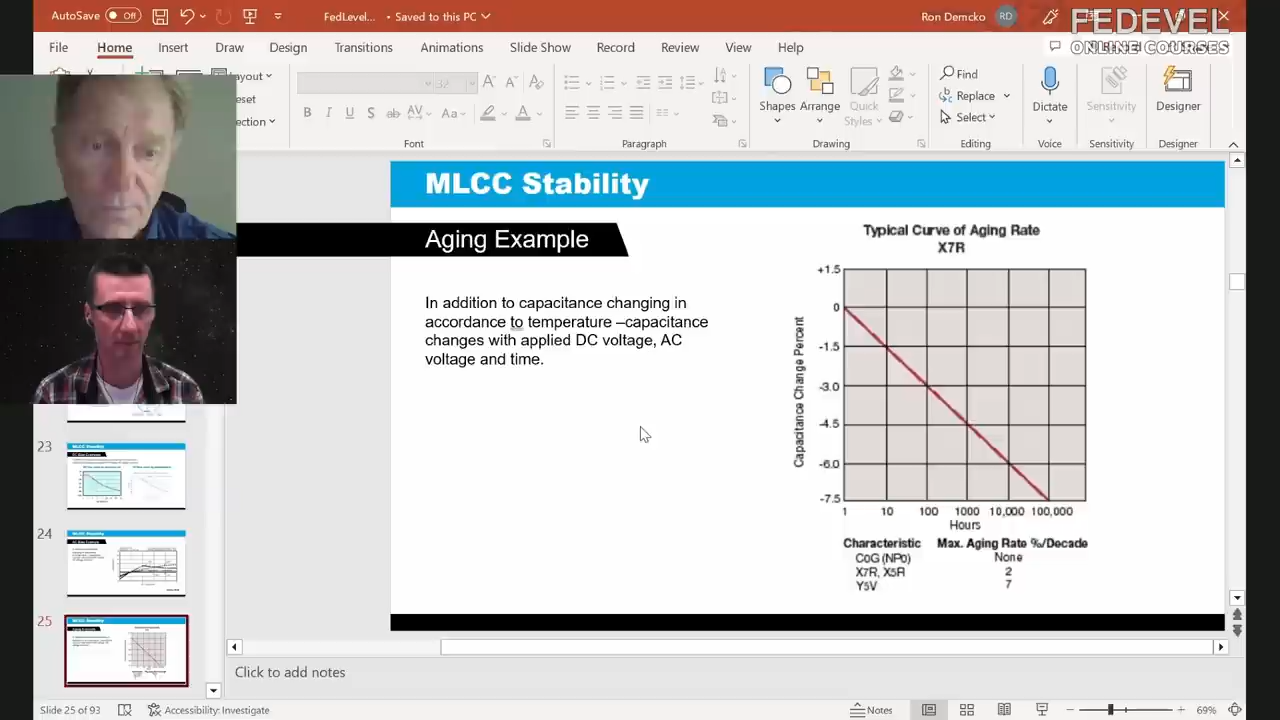 AutoSave Off
FedLevel... • Saved to this PC
Ron Demcko RD
FEDEVEL
ONLINE COURSES
File Home Insert Draw Design Transitions Animations Slide Show Record Review View Help
ayout
eset
ection
32
Font
Paragraph
Shapes
Arrange
Quick
Styles
Drawing
Find
Replace
Select
Editing
Dictate
Voice
Sensitivity
Sensitivity
Designer
Designer
MLCC Stability
Aging Example
In addition to capacitance changing in
accordance to temperature –capacitance
changes with applied DC voltage, AC
voltage and time.
Typical Curve of Aging Rate
X7R
Capacitance Change Percent
+1.5
0
-1.5
-3.0
-4.5
-6.0
-7.5
1 10 100 1000 10,000 100,000
Hours
Characteristic Max. Aging Rate %/Decade
C0G (NP0) None
X7R, X5R 2
Y5V 7
23
24
25
Click to add notes
Slide 25 of 93
Accessibility: Investigate
Notes
69%